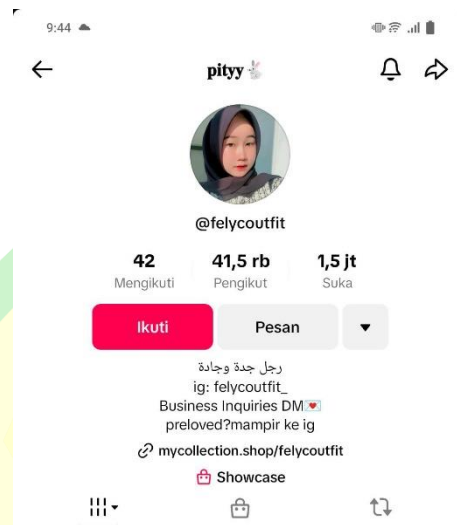 9:44
pityy🐇
@felycoutfit
42 41,5 rb 1,5 jt
Mengikuti Pengikut Suka
Ikuti Pesan
رجل جدة وجادة
ig: felycoutfit_
Business Inquiries DM💌
preloved?mampir ke ig
mycollection.shop/felycoutfit
Showcase